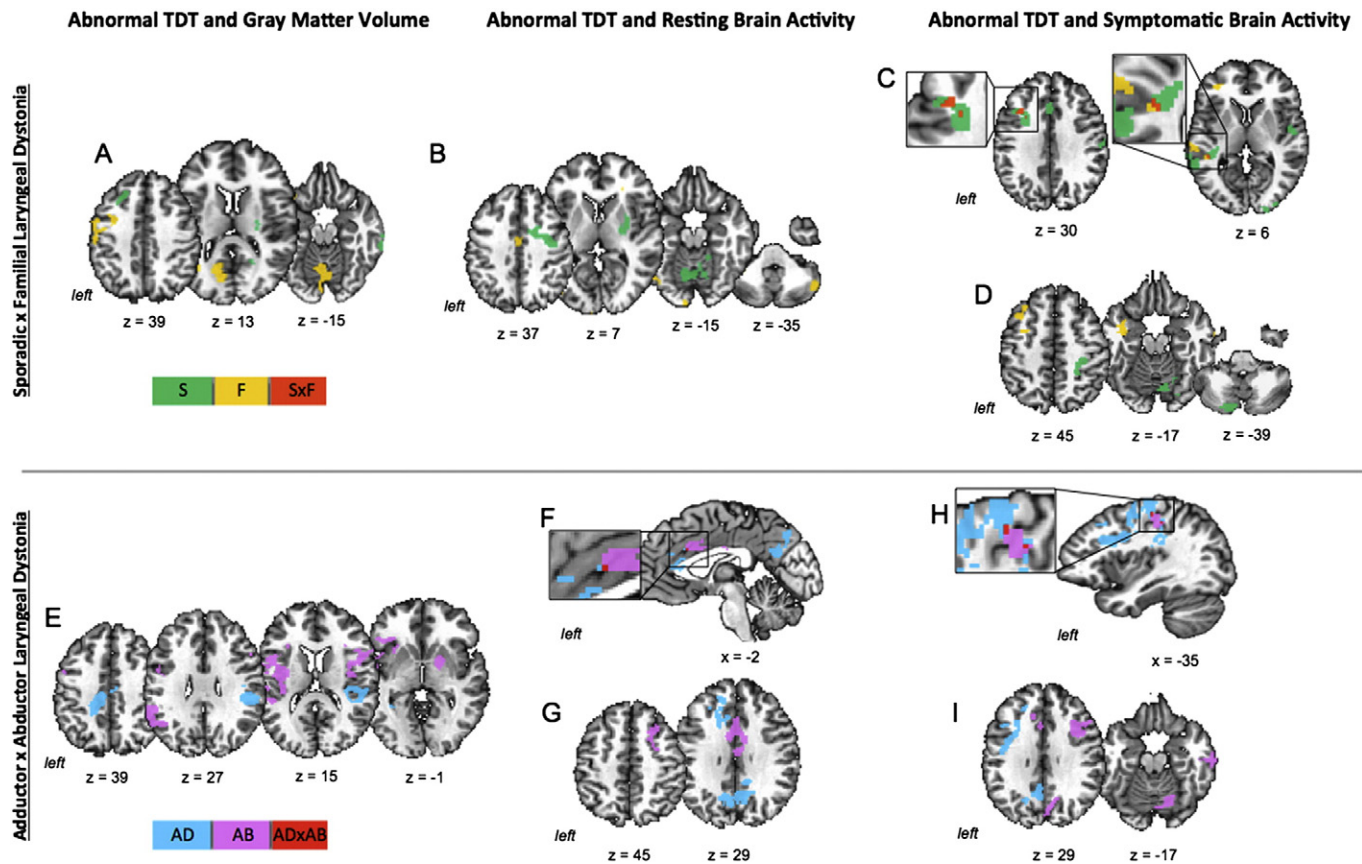 Abnormal TDT and Gray Matter Volume
Abnormal TDT and Resting Brain Activity
Abnormal TDT and Symptomatic Brain Activity
Sporadic x Familial Laryngeal Dystonia
A
left
z = 39
z = 13
z = -15
B
left
z = 37
z = 7
z = -15
z = -35
C
left
z = 30
z = 6
D
left
z = 45
z = -17
z = -39
S
F
SxF
Adductor x Abductor Laryngeal Dystonia
E
left
z = 39
z = 27
z = 15
z = -1
F
left
x = -2
G
left
z = 45
z = 29
H
left
x = -35
I
left
z = 29
z = -17
AD
AB
ADxAB